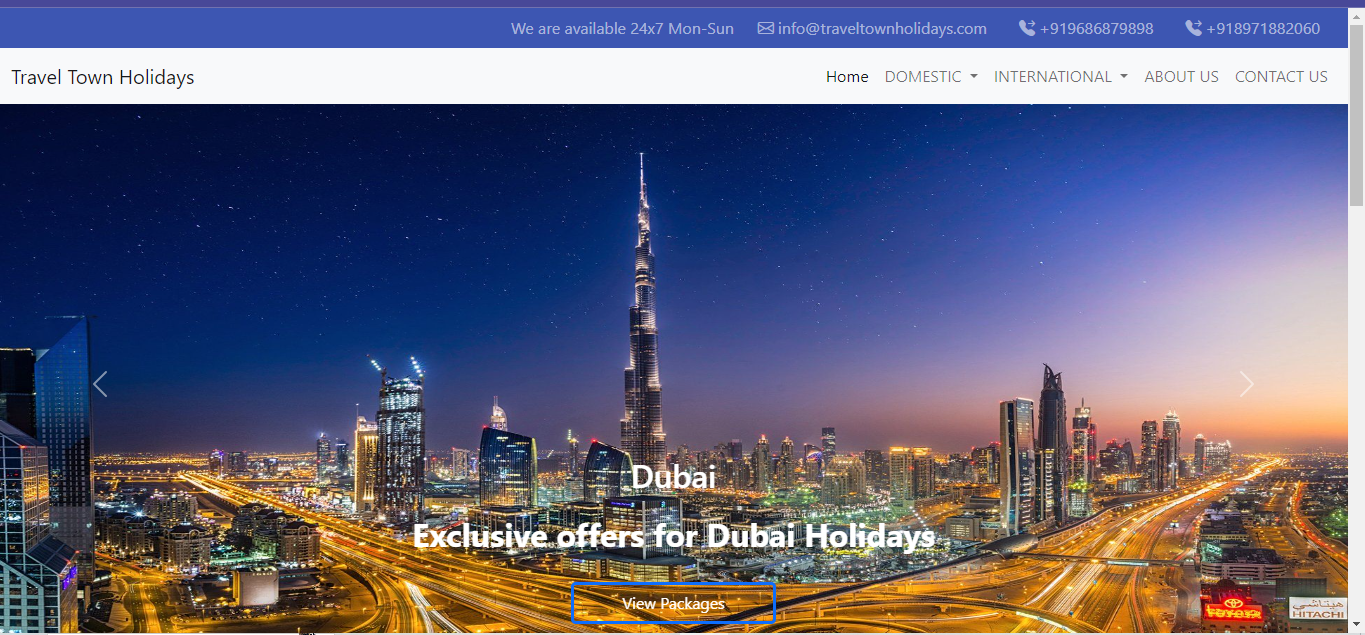 We are available 24x7 Mon-Sun info@traveltownholidays.com +919686879898 +918971882060
Travel Town Holidays Home DOMESTIC INTERNATIONAL ABOUT US CONTACT US
Dubai
Exclusive offers for Dubai Holidays
View Packages
TOYOTA
هيتاشي
HITACHI